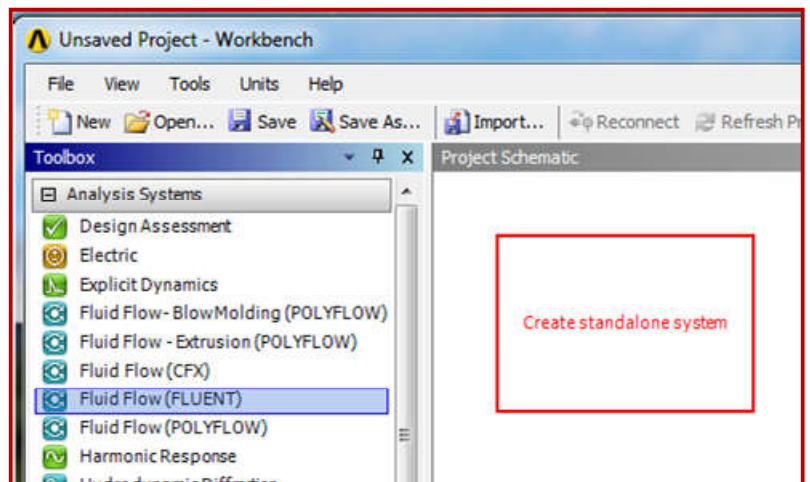 Unsaved Project - Workbench
File View Tools Units Help
New Open... Save Save As... Import... Reconnect Refresh Pr
Toolbox
Project Schematic
Analysis Systems
Design Assessment
Electric
Explicit Dynamics
Fluid Flow- BlowMolding (POLYFLOW)
Fluid Flow - Extrusion (POLYFLOW)
Fluid Flow (CFX)
Fluid Flow (FLUENT)
Fluid Flow (POLYFLOW)
Harmonic Response
Create standalone system